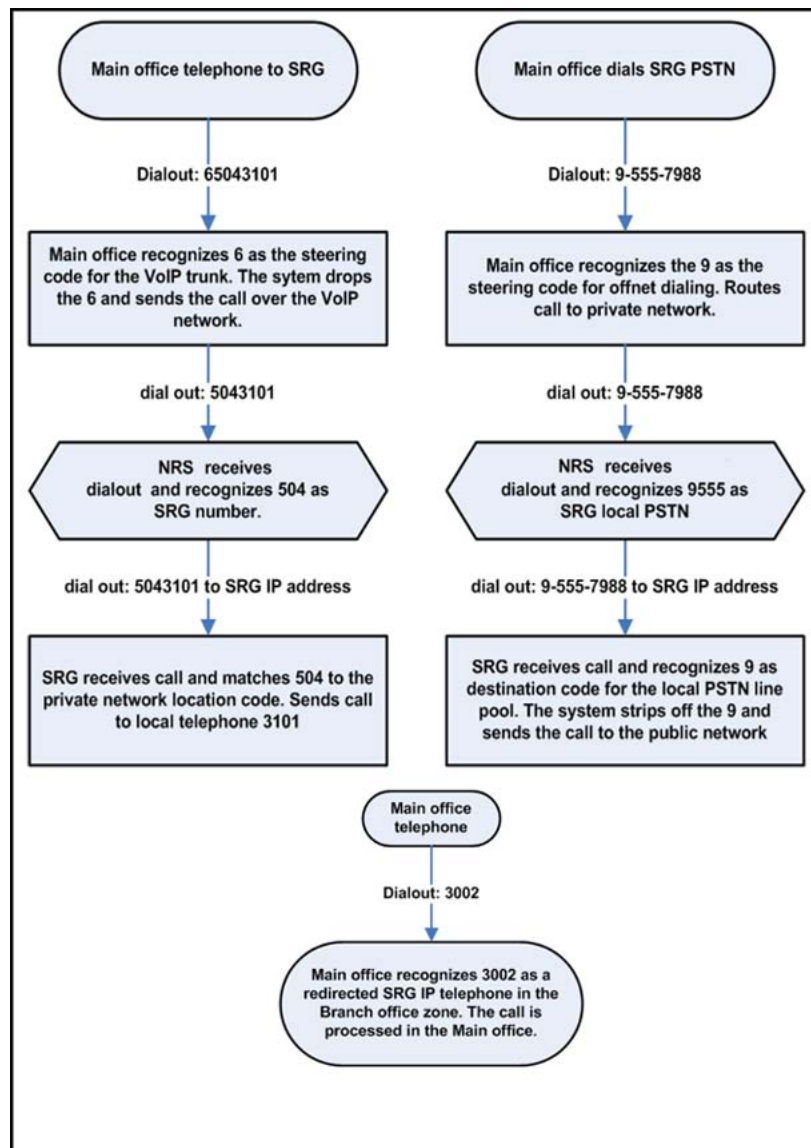 Main office telephone to SRG
Dialout: 65043101
Main office recognizes 6 as the steering
code for the VoIP trunk. The sytem drops
the 6 and sends the call over the VoIP
network.
dial out: 5043101
NRS receives
dialout and recognizes 504 as
SRG number.
dial out: 5043101 to SRG IP address
SRG receives call and matches 504 to the
private network location code. Sends call
to local telephone 3101
Main office dials SRG PSTN
Dialout: 9-555-7988
Main office recognizes the 9 as the
steering code for offnet dialing. Routes
call to private network.
dial out: 9-555-7988
NRS receives
dialout and recognizes 9555 as
SRG local PSTN
dial out: 9-555-7988 to SRG IP address
SRG receives call and recognizes 9 as
destination code for the local PSTN line
pool. The system strips off the 9 and
sends the call to the public network
Main office
telephone
Dialout: 3002
Main office recognizes 3002 as a
redirected SRG IP telephone in the
Branch office zone. The call is
processed in the Main office.